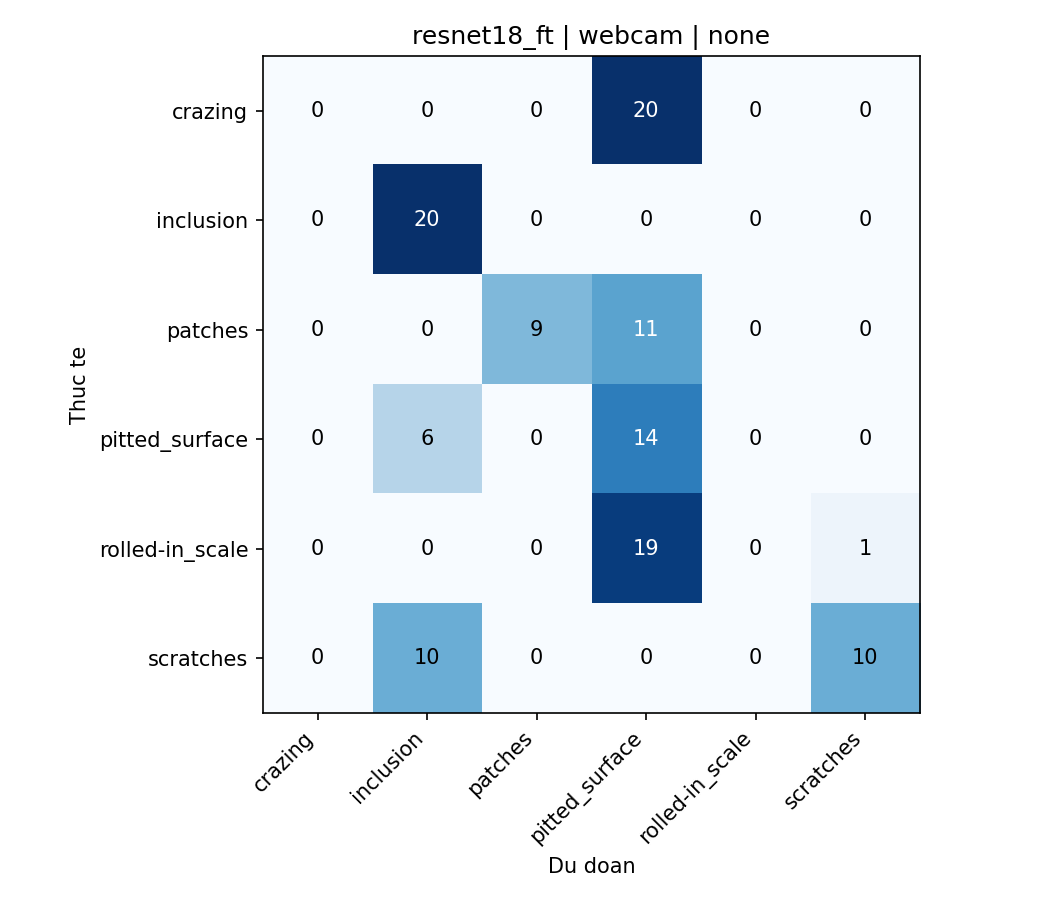 resnet18_ft | webcam | none
crazing 0 0 0 20 0 0
inclusion 0 20 0 0 0 0
patches 0 0 9 11 0 0
pitted_surface 0 6 0 14 0 0
rolled-in_scale 0 0 0 19 0 1
scratches 0 10 0 0 0 10
Thuc te
crazing inclusion patches pitted_surface rolled-in_scale scratches
Du doan